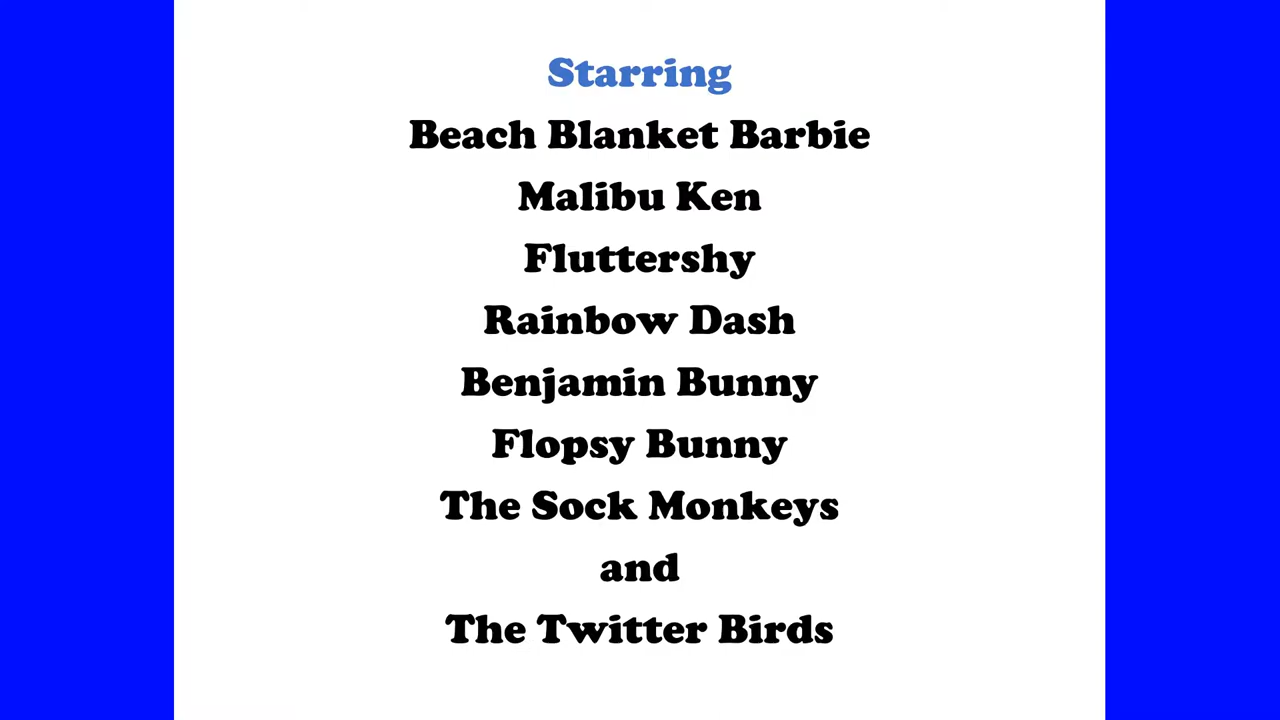 Starring
Beach Blanket Barbie
Malibu Ken
Fluttershy
Rainbow Dash
Benjamin Bunny
Flopsy Bunny
The Sock Monkeys
and
The Twitter Birds